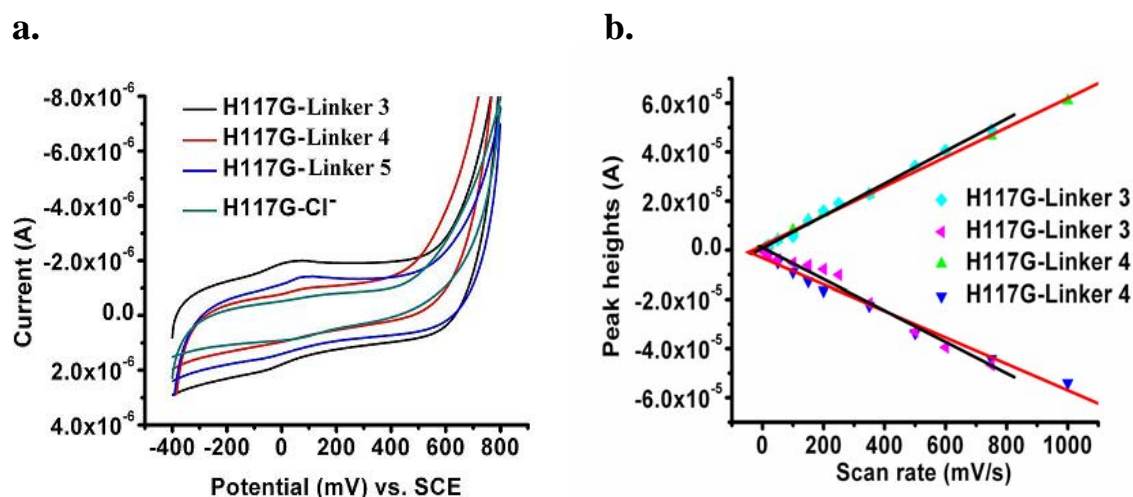 a.
b.
Current (A)
-8.0x10⁻⁶
-6.0x10⁻⁶
-4.0x10⁻⁶
-2.0x10⁻⁶
0.0
2.0x10⁻⁶
4.0x10⁻⁶
H117G-Linker 3
H117G-Linker 4
H117G-Linker 5
H117G-Cl⁻
-400 -200 0 200 400 600 800
Potential (mV) vs. SCE
Peak heights (A)
6.0x10⁻⁵
4.0x10⁻⁵
2.0x10⁻⁵
0.0
-2.0x10⁻⁵
-4.0x10⁻⁵
-6.0x10⁻⁵
H117G-Linker 3
H117G-Linker 3
H117G-Linker 4
H117G-Linker 4
0 200 400 600 800 1000
Scan rate (mV/s)